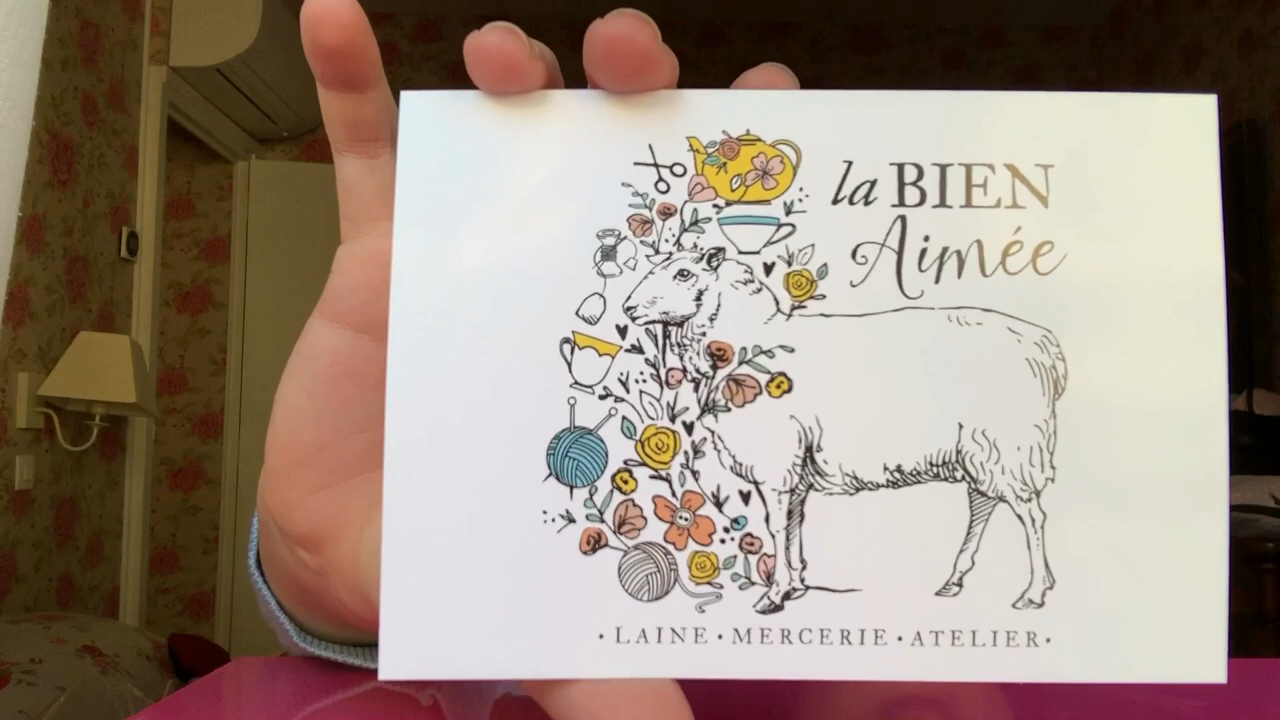 la BIEN
Aimée
• LAINE • MERCERIE • ATELIER •